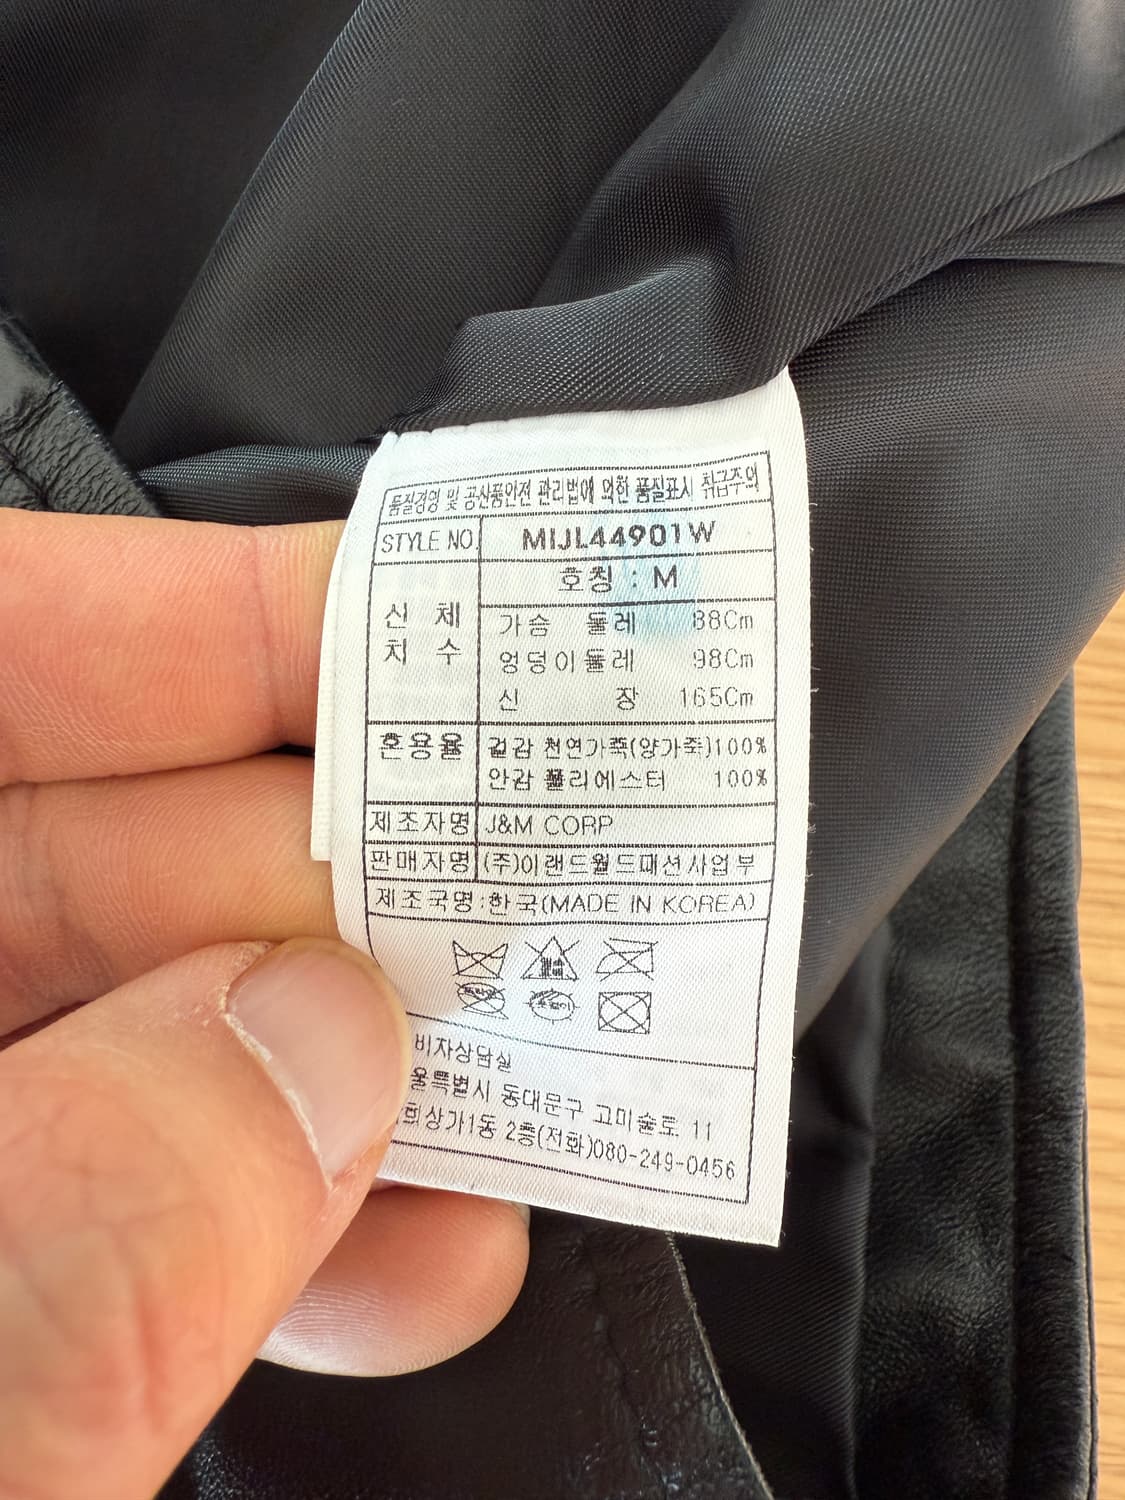 품질경영 및 공산품안전 관리법에 의한 품질표시 취급주의
STYLE NO. MIJL44901W
호칭 : M
신체 치수
가슴 둘레 88Cm
엉덩이둘레 98Cm
신 장 165Cm
혼용율 겉감 천연가죽(양가죽)100%
안감 폴리에스터 100%
제조자명 J&M CORP
판매자명 (주)이랜드월드패션사업부
제조국명:한국(MADE IN KOREA)
비자상담실
울특별시 동대문구 고미술로 11
희상가1동 2층(전화)080-249-0456